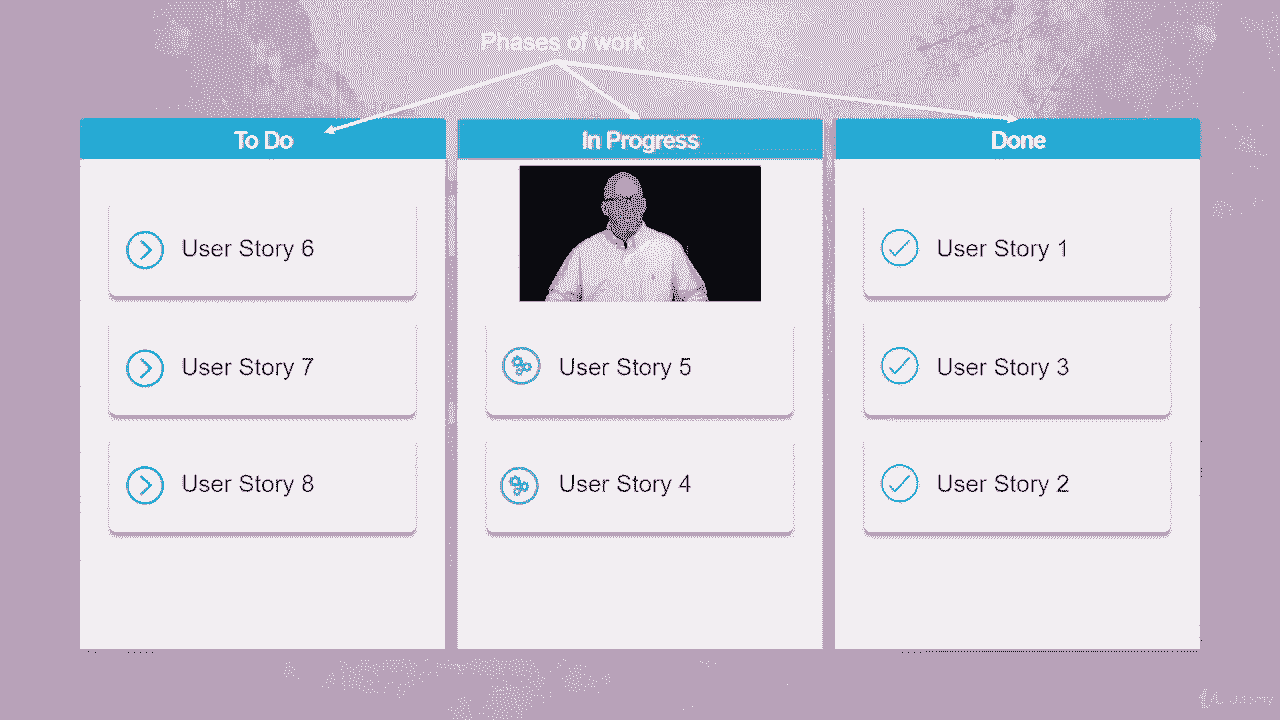 Phases of work
To Do
In Progress
Done
User Story 6
User Story 7
User Story 8
User Story 5
User Story 4
User Story 1
User Story 3
User Story 2